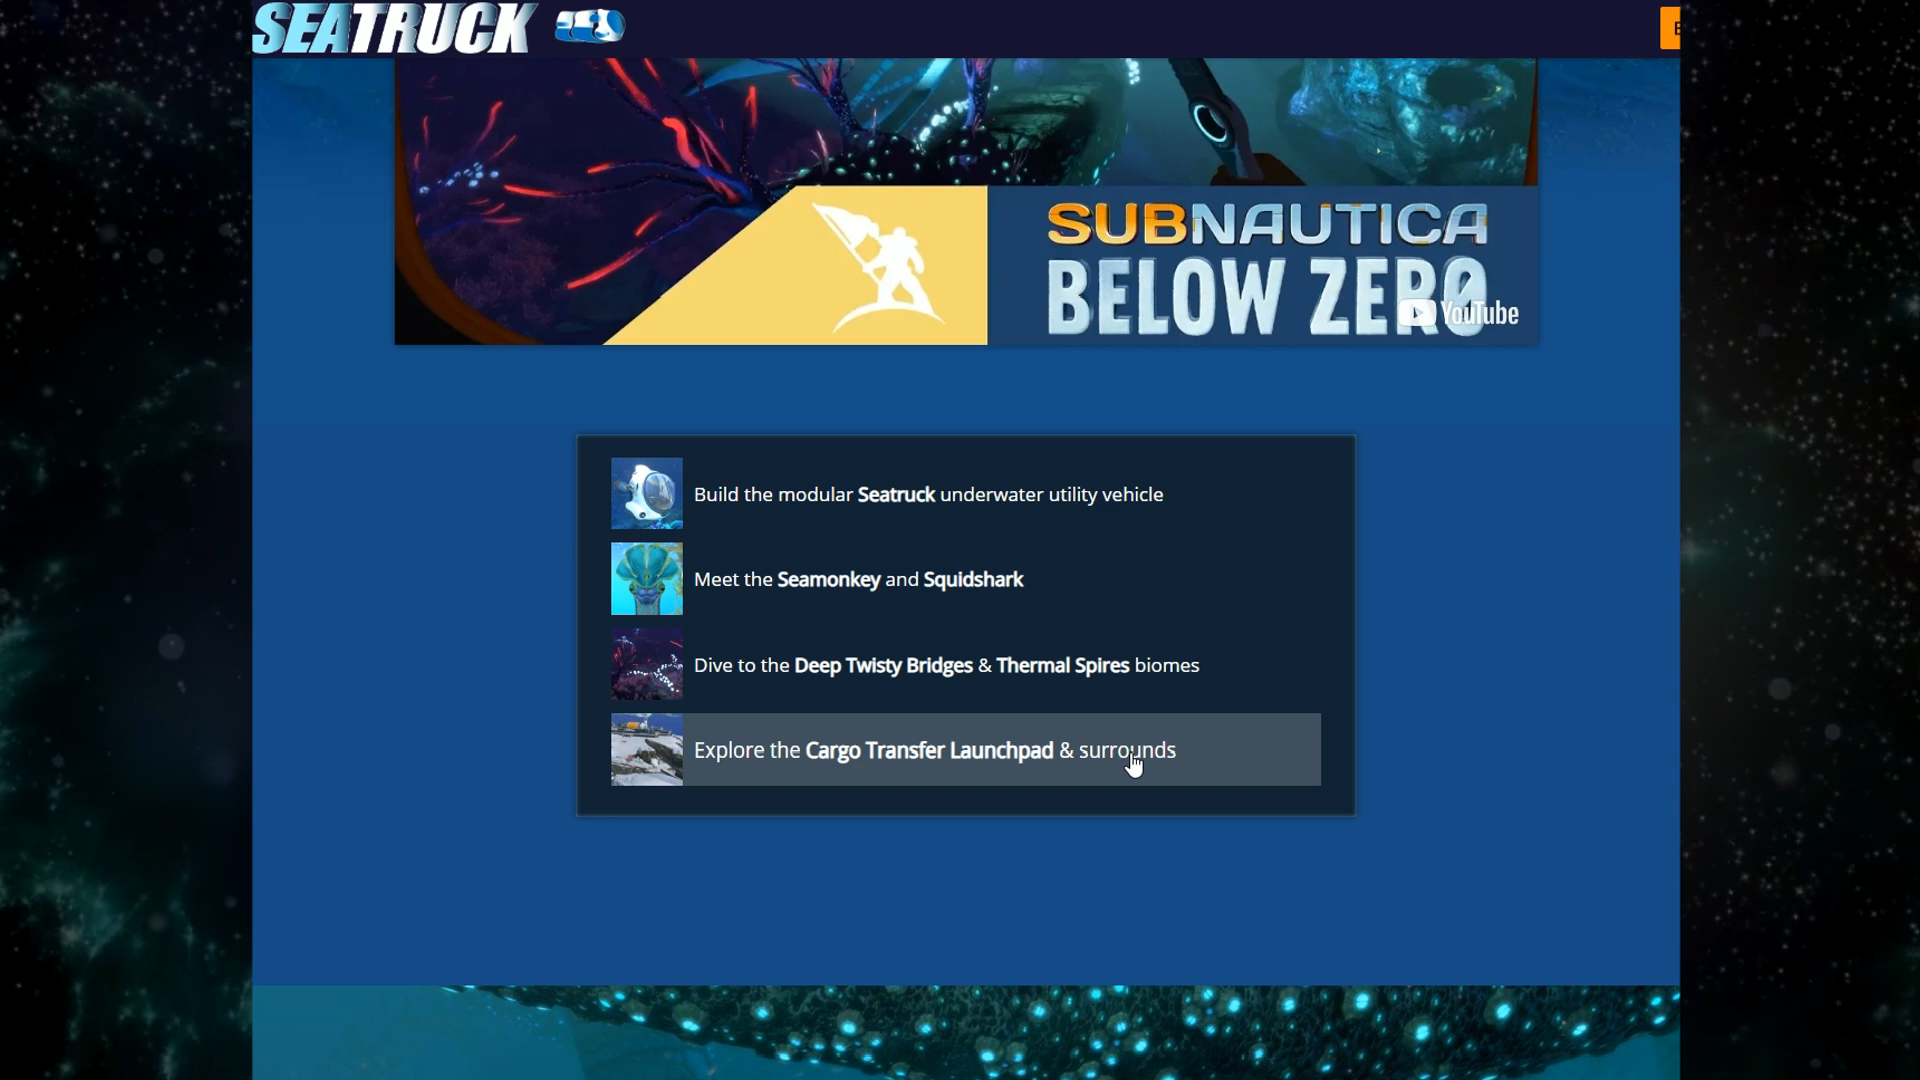 SEATRUCK
SUBNAUTICA
BELOW ZERO
YouTube
Build the modular Seatruck underwater utility vehicle
Meet the Seamonkey and Squidshark
Dive to the Deep Twisty Bridges & Thermal Spires biomes
Explore the Cargo Transfer Launchpad & surrounds